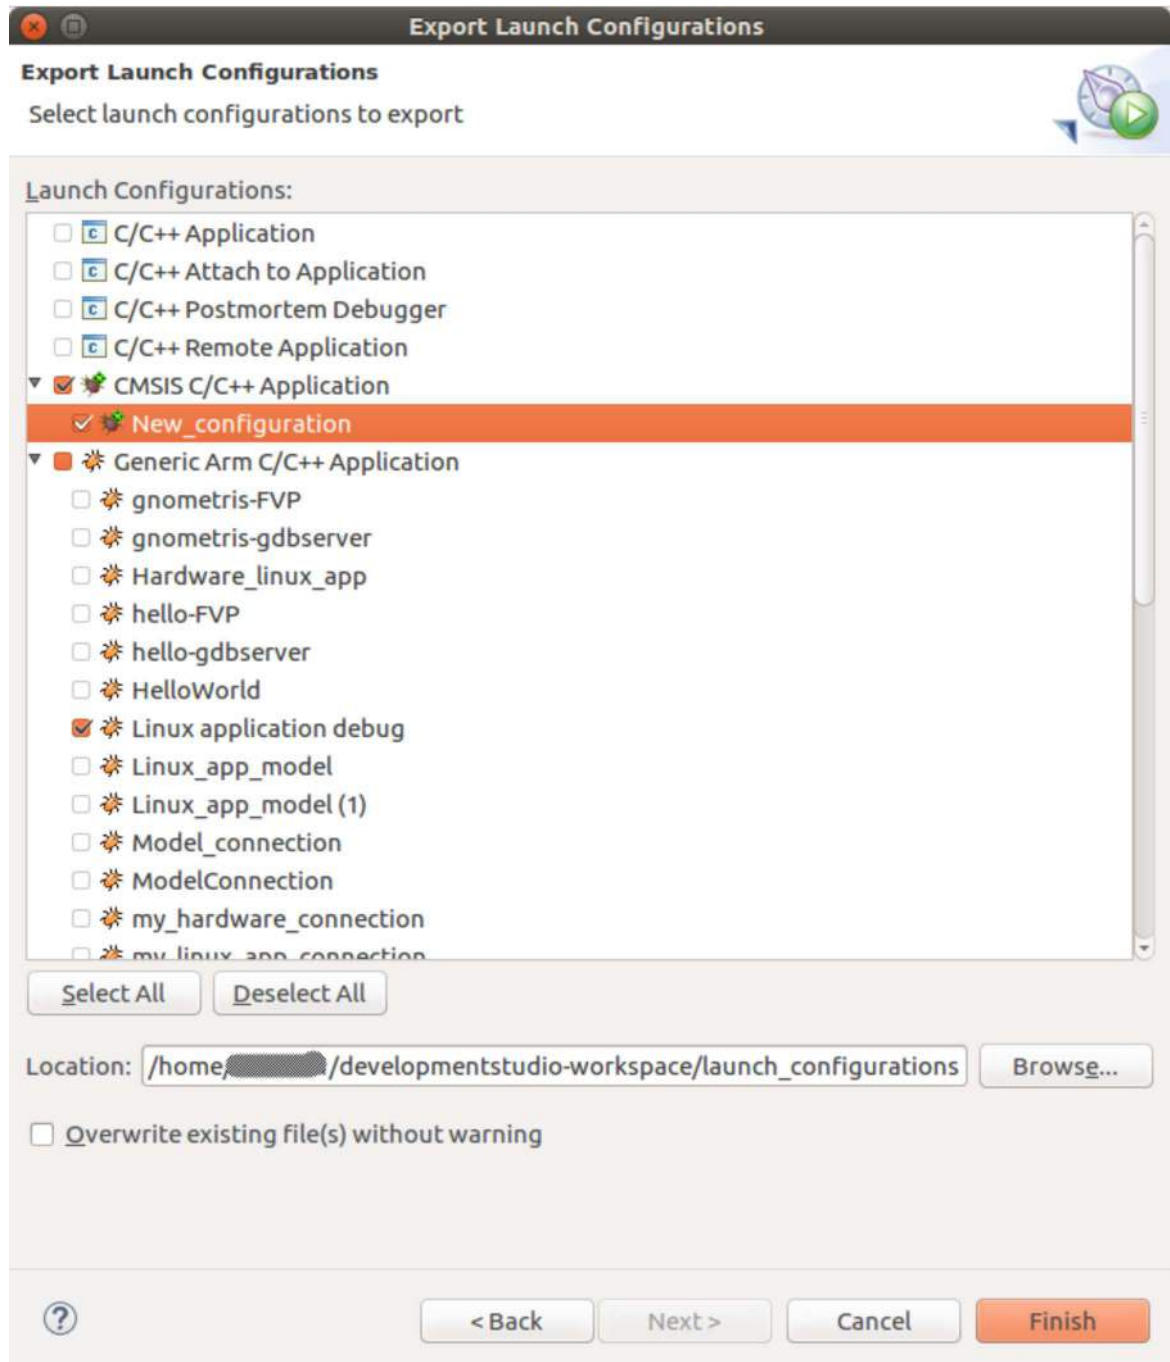 Export Launch Configurations
Export Launch Configurations
Select launch configurations to export
Launch Configurations:
C/C++ Application
C/C++ Attach to Application
C/C++ Postmortem Debugger
C/C++ Remote Application
CMSIS C/C++ Application
New_configuration
Generic Arm C/C++ Application
gnometris-FVP
gnometris-gdbserver
Hardware_linux_app
hello-FVP
hello-gdbserver
HelloWorld
Linux application debug
Linux_app_model
Linux_app_model (1)
Model_connection
ModelConnection
my_hardware_connection
my_linux_app_connection
Select All Deselect All
Location: /home/ /developmentstudio-workspace/launch_configurations Browse...
Overwrite existing file(s) without warning
? < Back Next > Cancel Finish